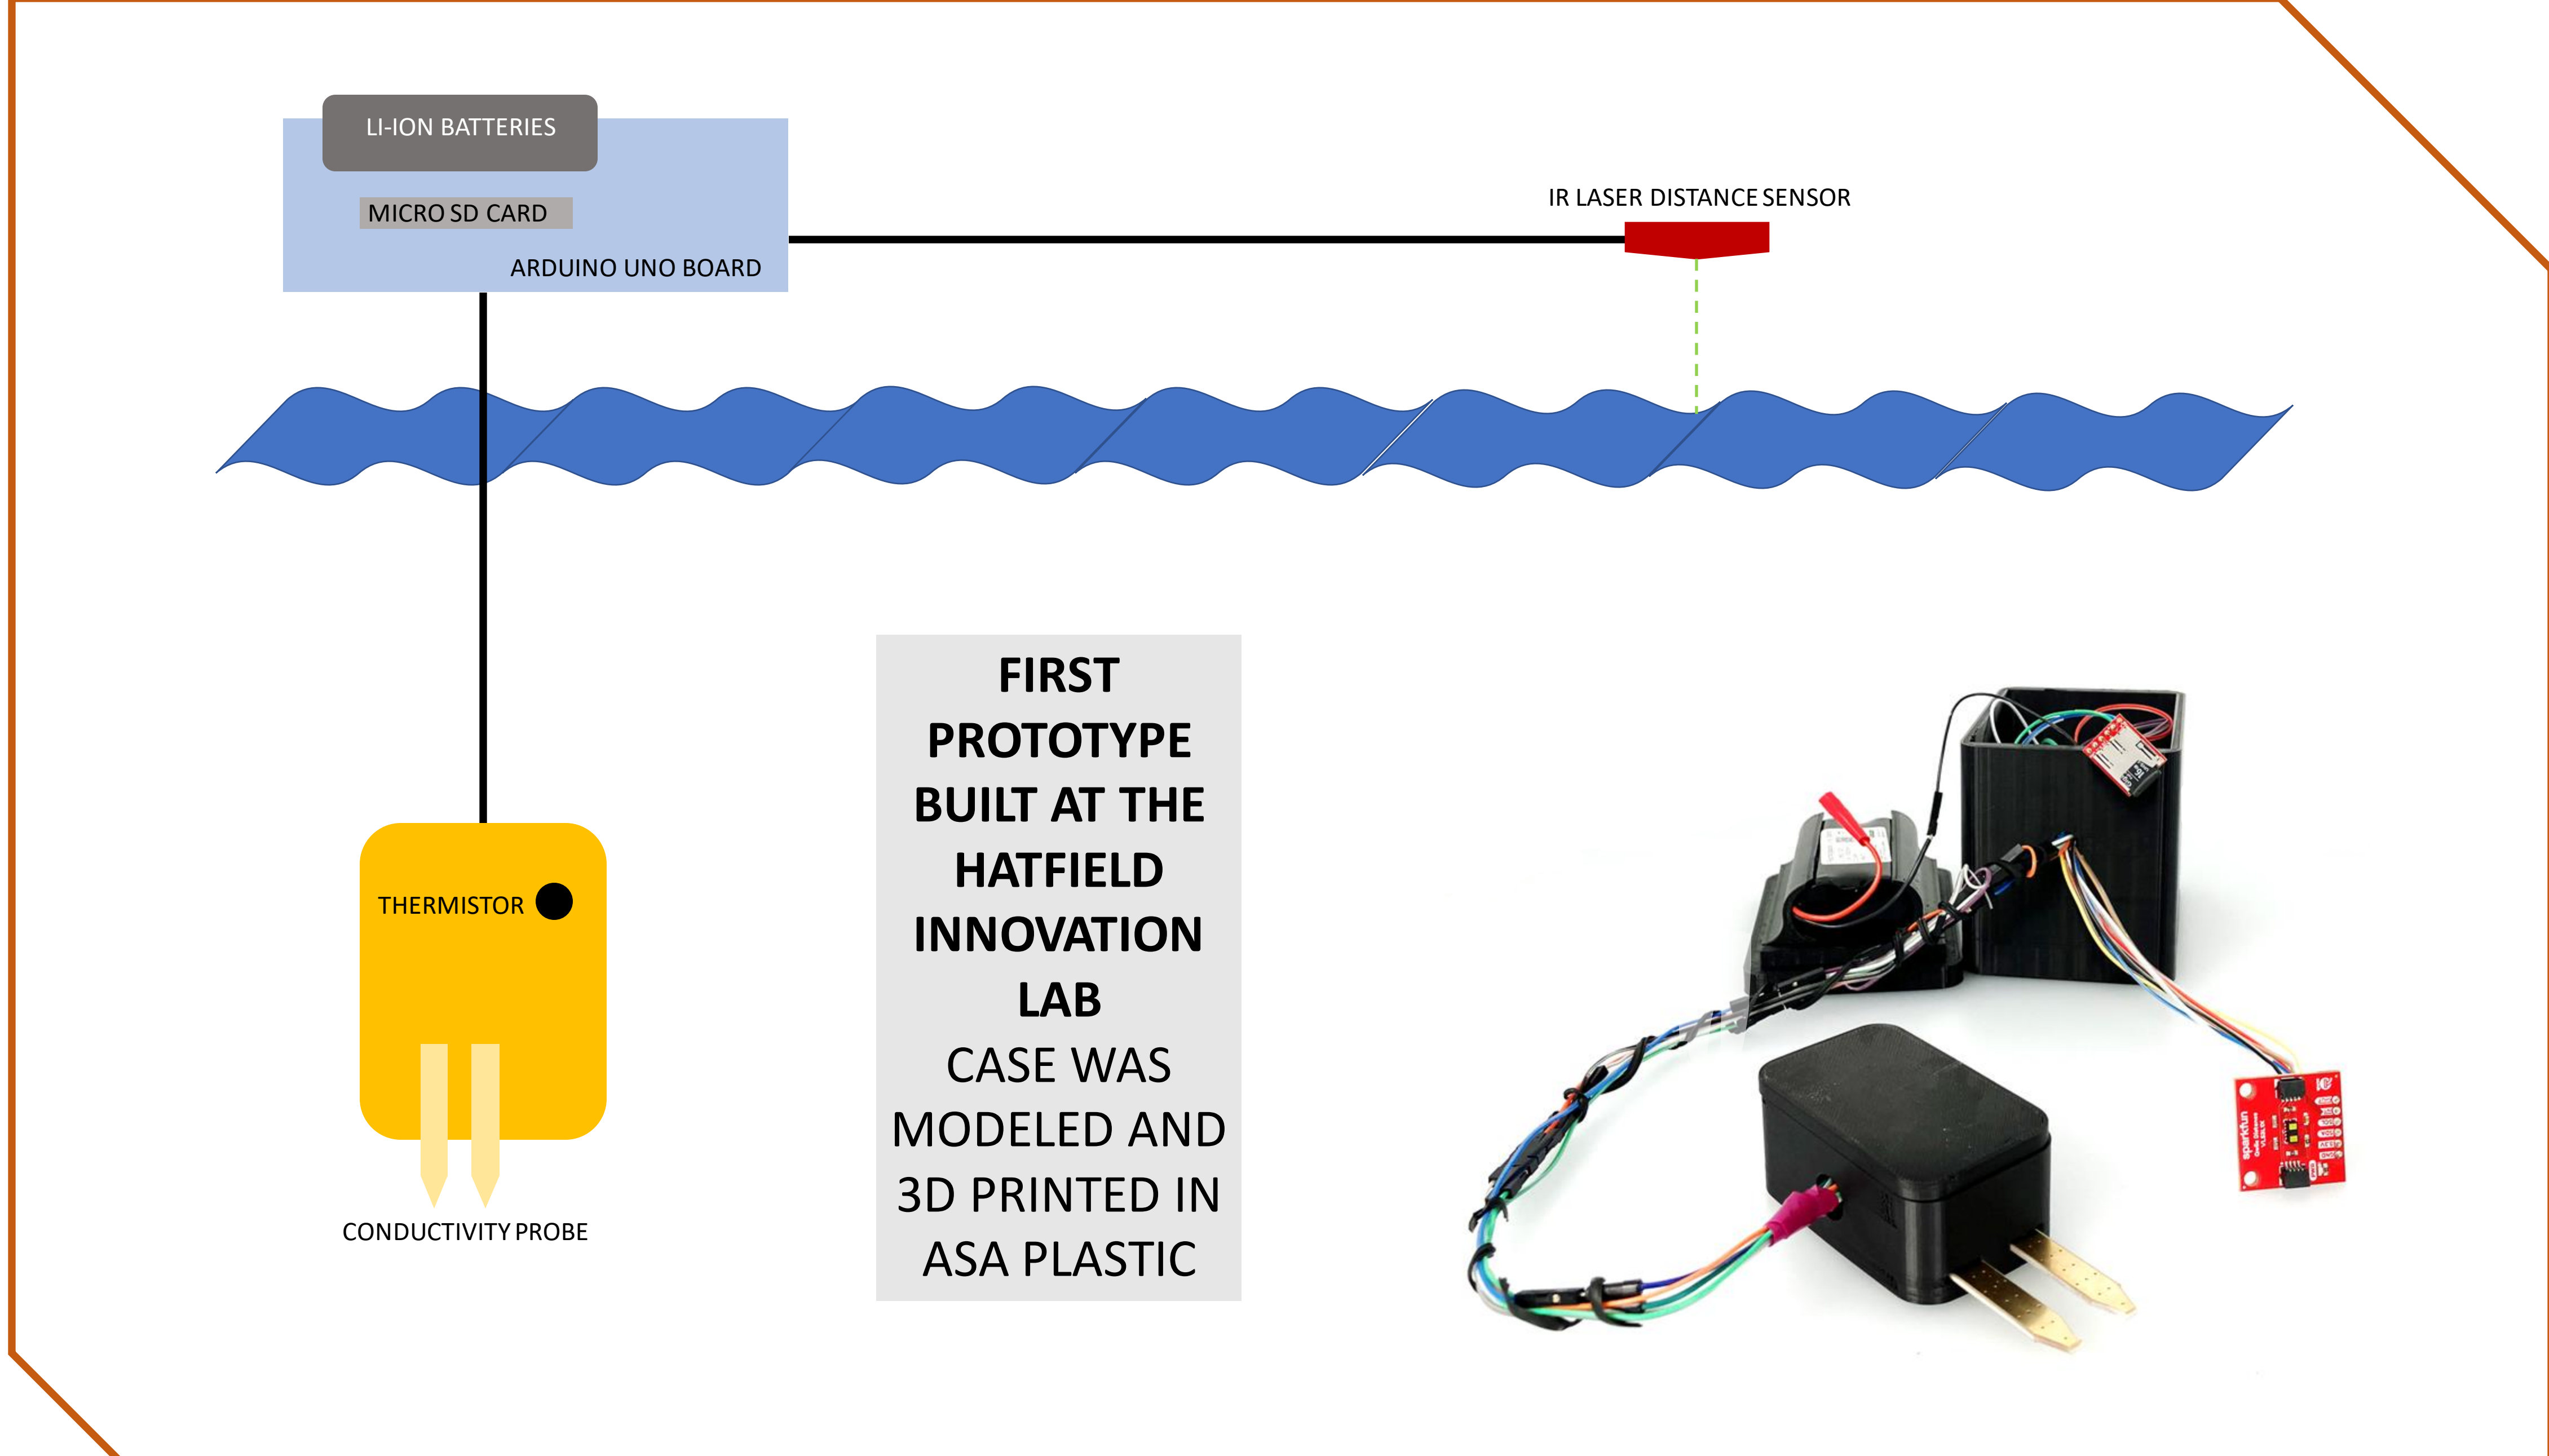 LI-ION BATTERIES
MICRO SD CARD
ARDUINO UNO BOARD
IR LASER DISTANCE SENSOR
THERMISTOR
CONDUCTIVITY PROBE
FIRST
PROTOTYPE
BUILT AT THE
HATFIELD
INNOVATION
LAB
CASE WAS
MODELED AND
3D PRINTED IN
ASA PLASTIC
sparkfun